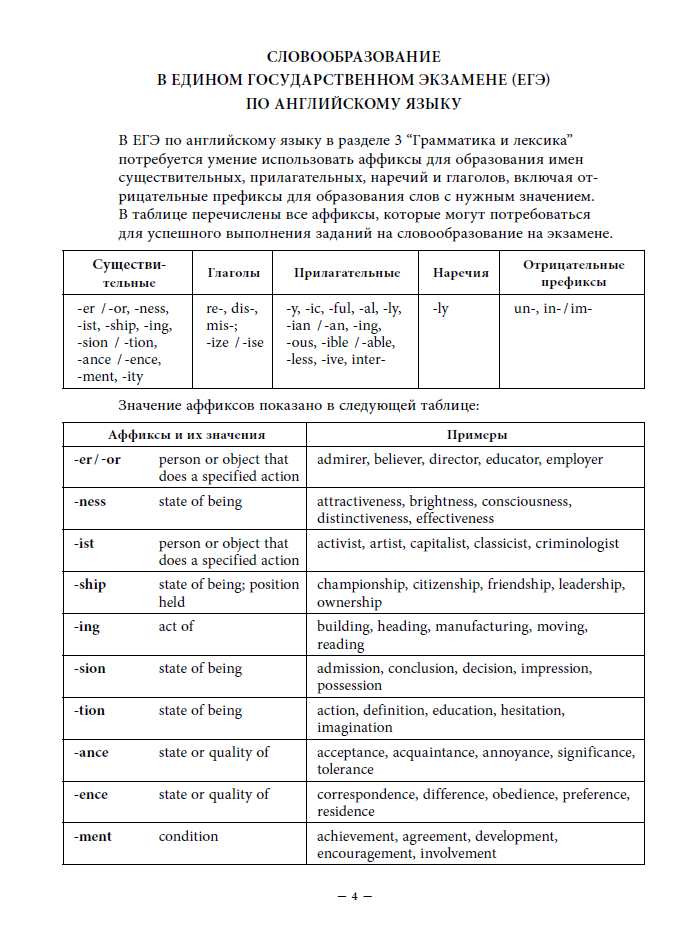 СЛОВООБРАЗОВАНИЕ
В ЕДИНОМ ГОСУДАРСТВЕННОМ ЭКЗАМЕНЕ (ЕГЭ)
ПО АНГЛИЙСКОМУ ЯЗЫКУ
В ЕГЭ по английскому языку в разделе 3 “Грамматика и лексика”
потребуется умение использовать аффиксы для образования имен
существительных, прилагательных, наречий и глаголов, включая от-
рицательные префиксы для образования слов с нужным значением.
В таблице перечислены все аффиксы, которые могут потребоваться
для успешного выполнения заданий на словообразование на экзамене.
Существи-
тельные
Глаголы
Прилагательные
Наречия
Отрицательные
префиксы
-er / -or, -ness,
-ist, -ship, -ing,
-sion / -tion,
-ance / -ence,
-ment, -ity
re-, dis-,
mis-;
-ize / -ise
-y, -ic, -ful, -al, -ly,
-ian / -an, -ing,
-ous, -ible / -able,
-less, -ive, inter-
-ly
un-, in- / im-
Значение аффиксов показано в следующей таблице:
Аффиксы и их значения
Примеры
-er / -or person or object that
does a specified action
admirer, believer, director, educator, employer
-ness state of being
attractiveness, brightness, consciousness,
distinctiveness, effectiveness
-ist person or object that
does a specified action
activist, artist, capitalist, classicist, criminologist
-ship state of being; position
held
championship, citizenship, friendship, leadership,
ownership
-ing act of
building, heading, manufacturing, moving,
reading
-sion state of being
admission, conclusion, decision, impression,
possession
-tion state of being
action, definition, education, hesitation,
imagination
-ance state or quality of
acceptance, acquaintance, annoyance, significance,
tolerance
-ence state or quality of
correspondence, difference, obedience, preference,
residence
-ment condition
achievement, agreement, development,
encouragement, involvement
— 4 —